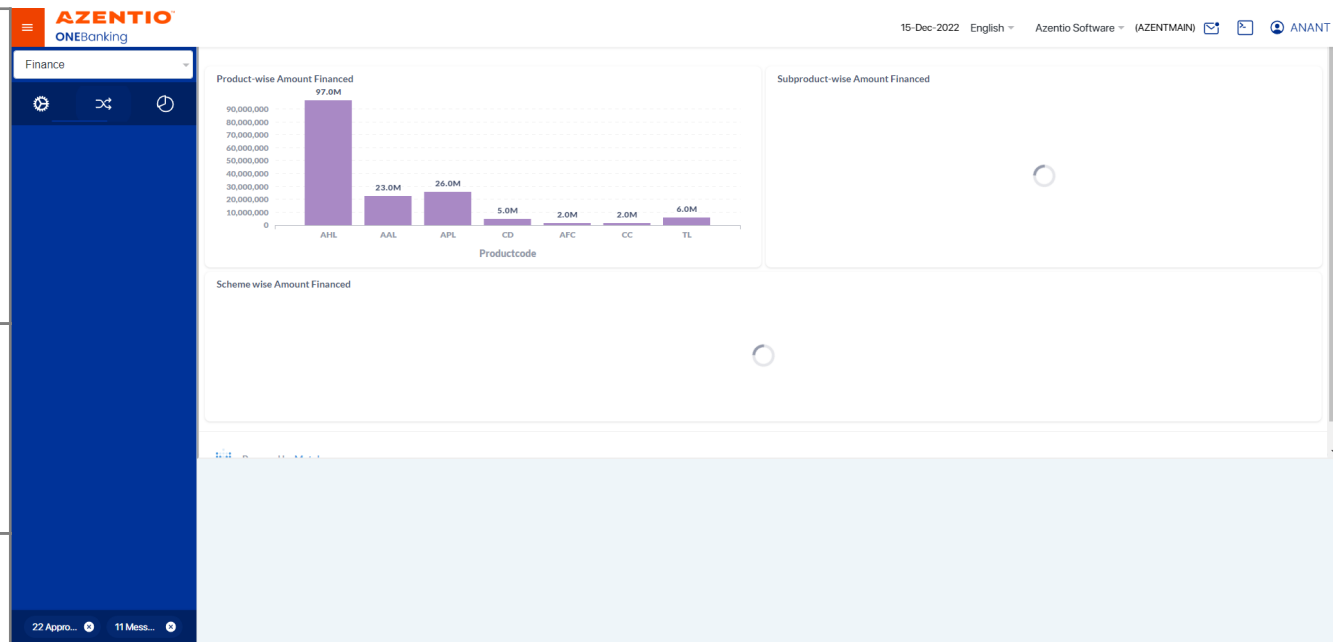 AZENTIO
ONEBanking
15-Dec-2022 English Azentio Software (AZENTMAIN) ANANT
Finance
Product-wise Amount Financed
97.0M
90,000,000
80,000,000
70,000,000
60,000,000
50,000,000
40,000,000
30,000,000
20,000,000
10,000,000
0
23.0M
26.0M
5.0M
2.0M
2.0M
6.0M
AHL AAL APL CD AFC CC TL
Productcode
Subproduct-wise Amount Financed
Scheme wise Amount Financed
22 Appro... 11 Mess...